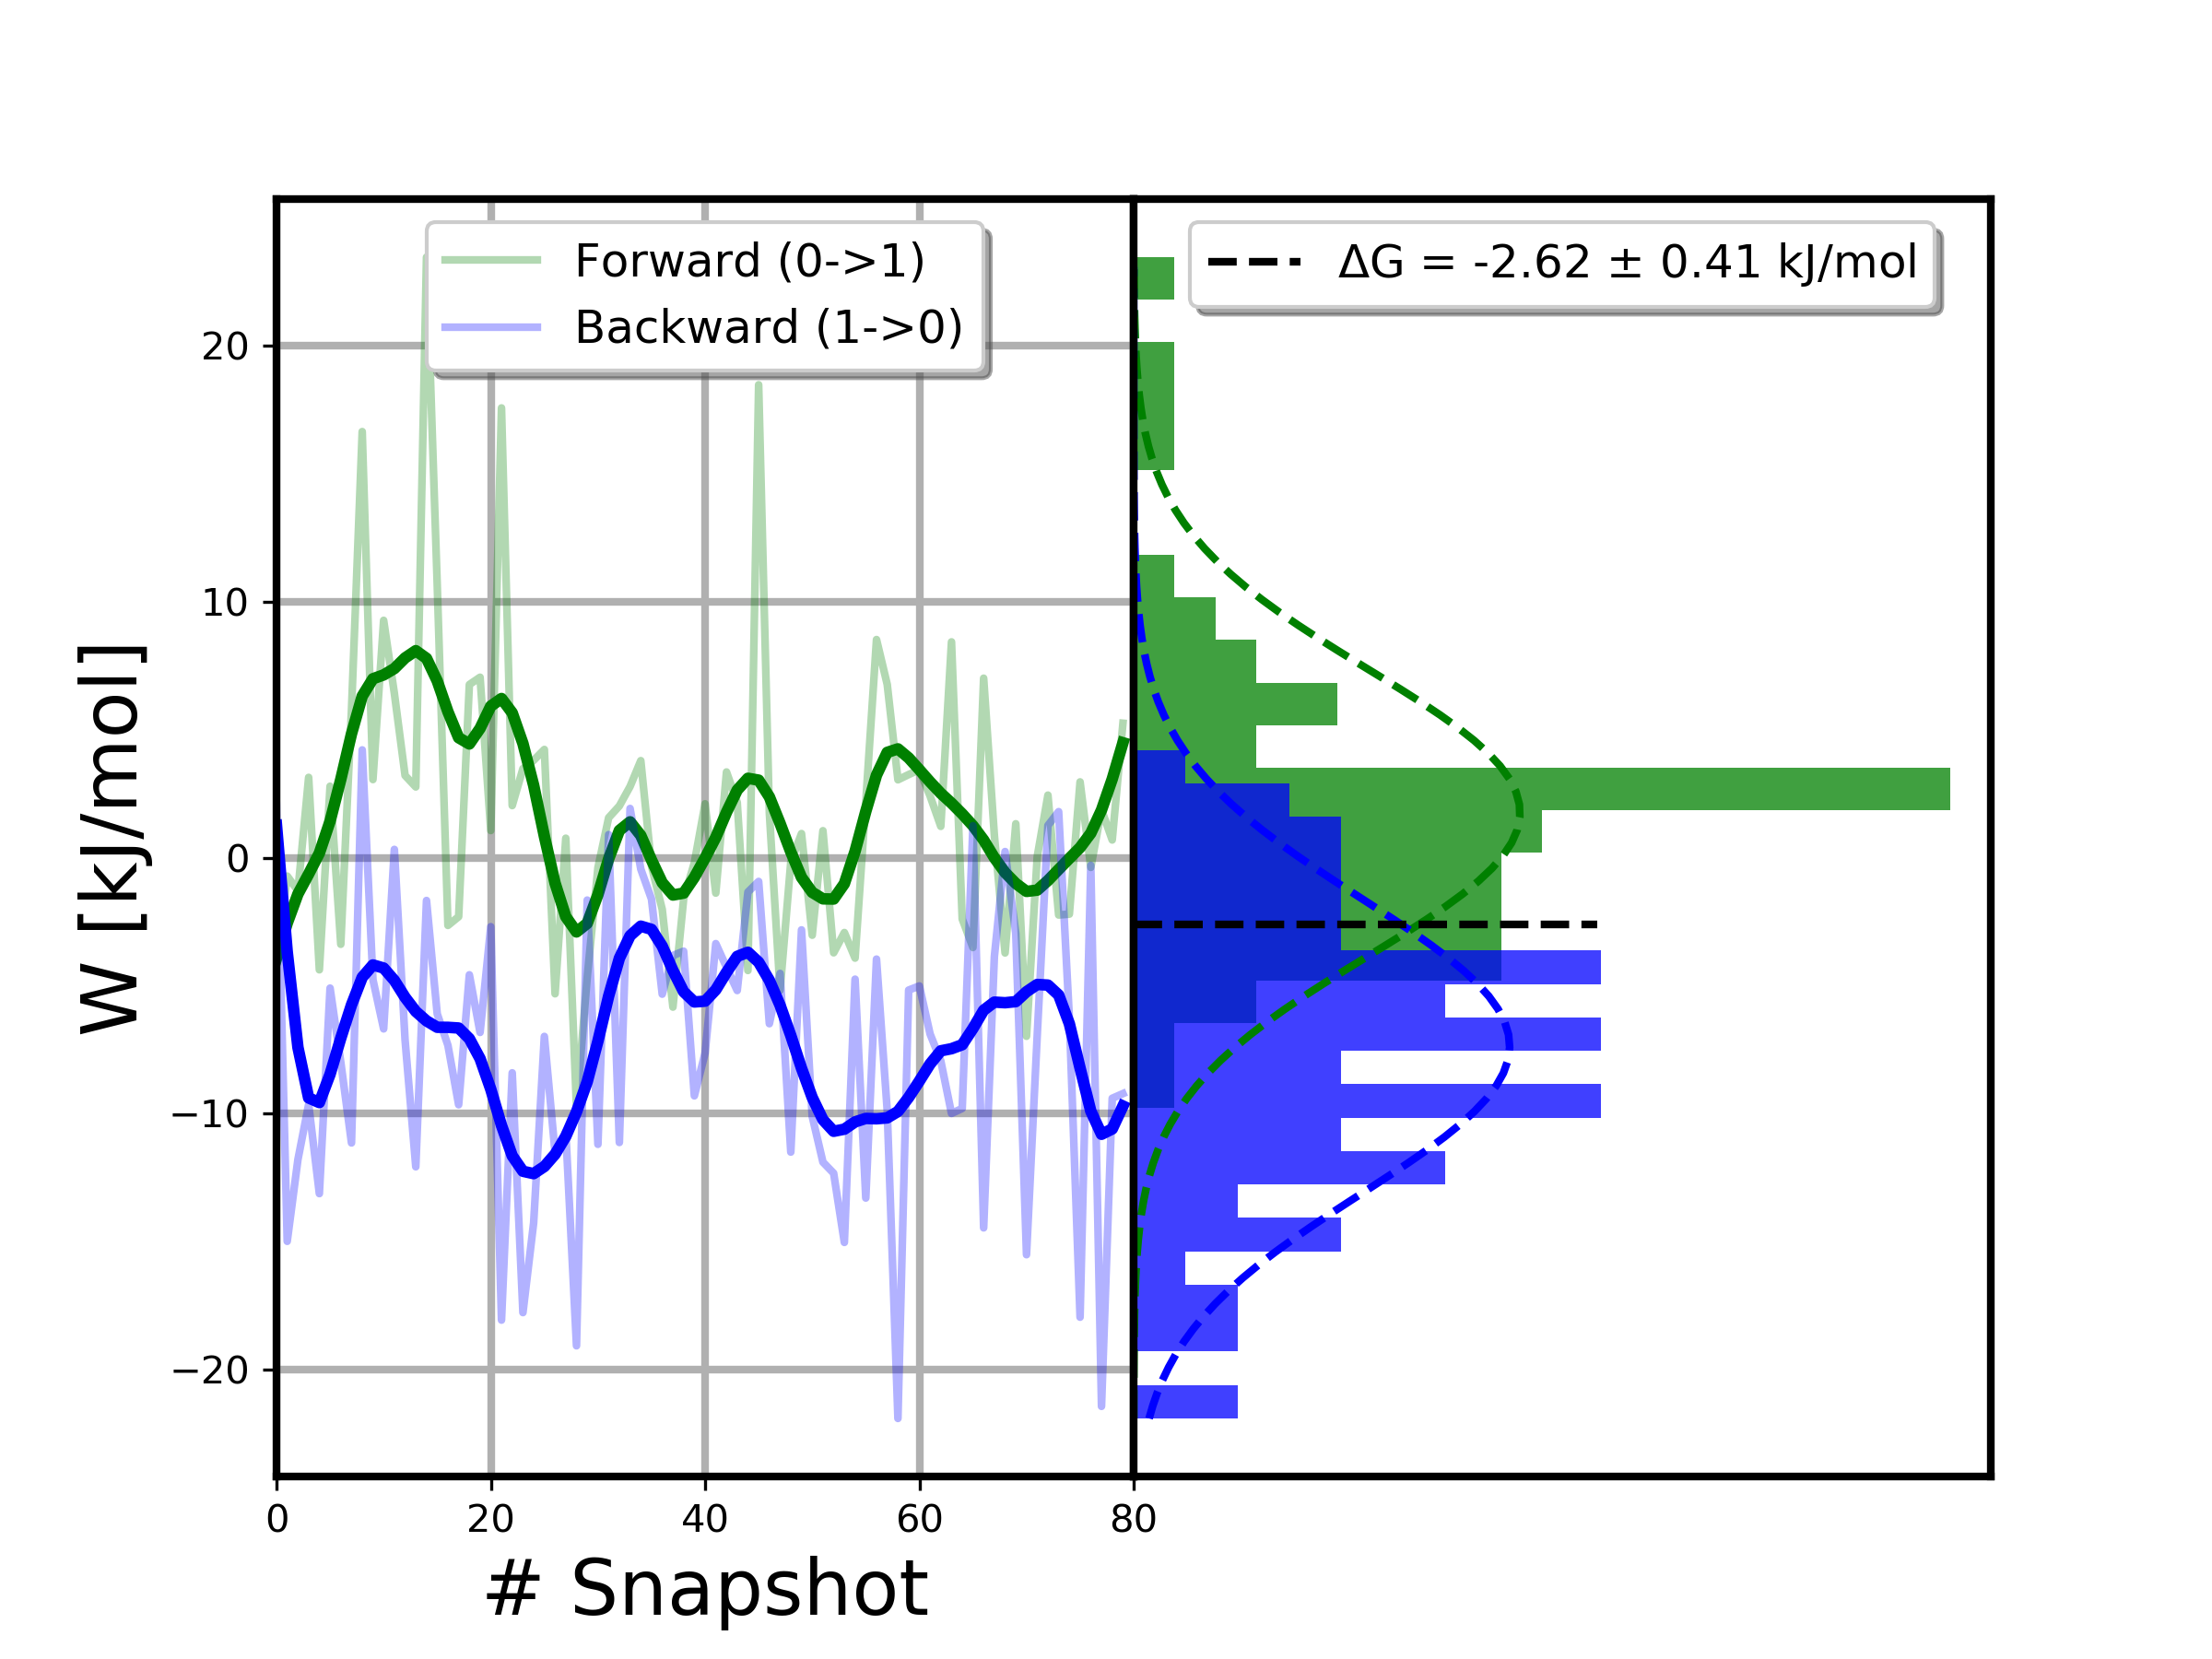 Forward (0->1)
Backward (1->0)
ΔG = -2.62 ± 0.41 kJ/mol
W [kJ/mol]
20
10
0
−10
−20
0 20 40 60 80
# Snapshot